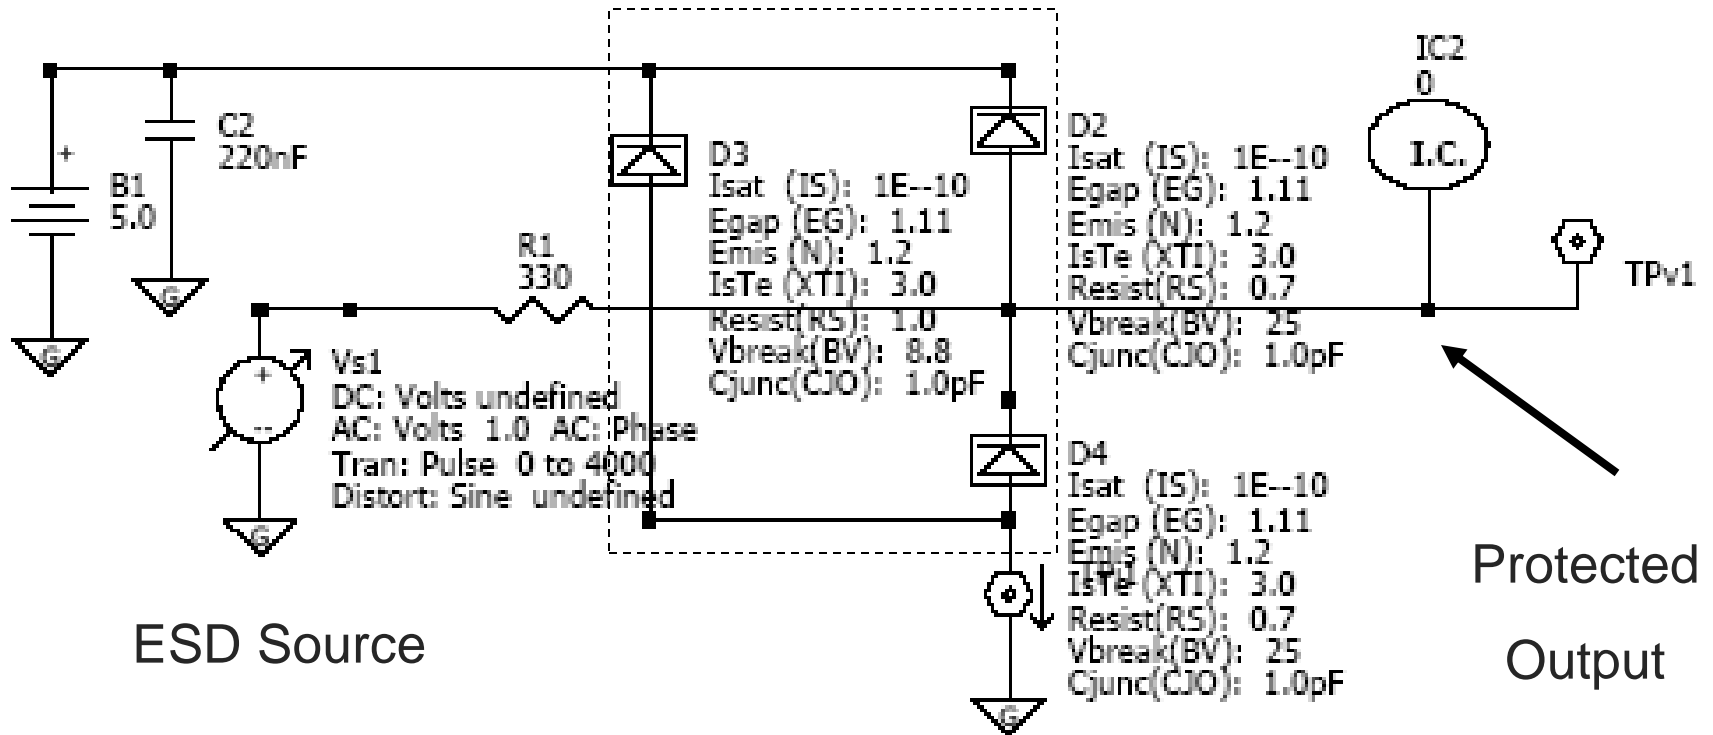 IC2
0
I.C.
C2
220nF
+
B1
5.0
G
G
D3
Isat (IS): 1E--10
Egap (EG): 1.11
Emis (N): 1.2
IsTe (XTI): 3.0
Resist(RS): 1.0
Vbreak(BV): 8.8
Cjunc(CJO): 1.0pF
D2
Isat (IS): 1E--10
Egap (EG): 1.11
Emis (N): 1.2
IsTe (XTI): 3.0
Resist(RS): 0.7
Vbreak(BV): 25
Cjunc(CJO): 1.0pF
TPv1
R1
330
+
--
Vs1
DC: Volts undefined
AC: Volts 1.0 AC: Phase
Tran: Pulse 0 to 4000
Distort: Sine undefined
G
D4
Isat (IS): 1E--10
Egap (EG): 1.11
Emis (N): 1.2
IsTe (XTI): 3.0
Resist(RS): 0.7
Vbreak(BV): 25
Cjunc(CJO): 1.0pF
G
ESD Source
Protected
Output